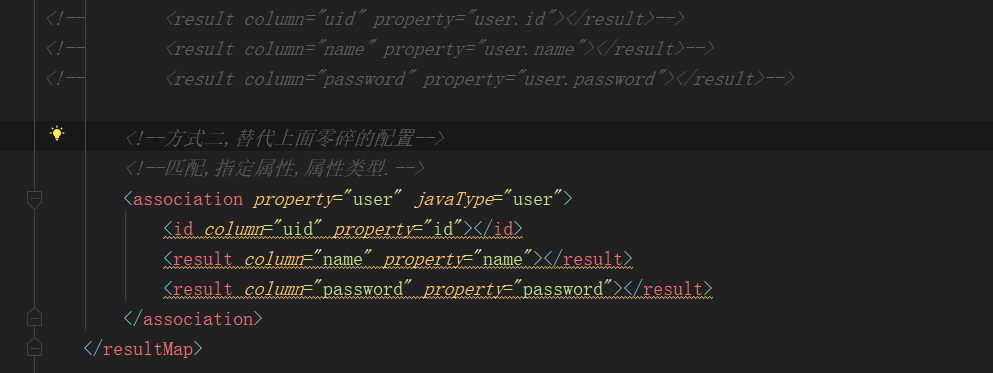 <!--        <result column="uid" property="user.id"></result>-->
<!--        <result column="name" property="user.name"></result>-->
<!--        <result column="password" property="user.password"></result>-->
<!--方式二,替代上面零碎的配置-->
<!--匹配,指定属性,属性类型.-->
<association property="user" javaType="user">
<id column="uid" property="id"></id>
<result column="name" property="name"></result>
<result column="password" property="password"></result>
</association>
</resultMap>